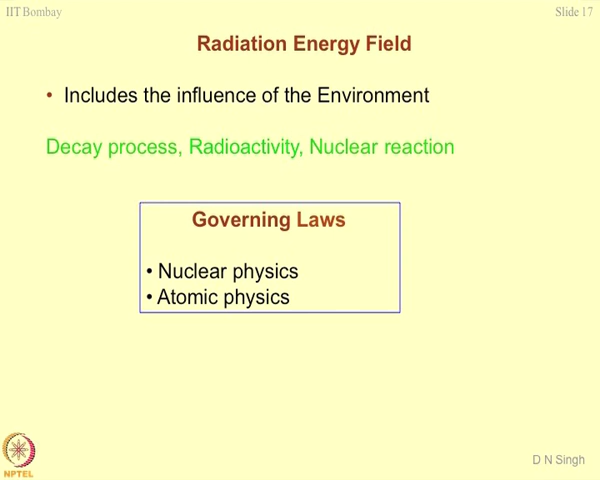 IIT Bombay
Slide 17
Radiation Energy Field
• Includes the influence of the Environment
Decay process, Radioactivity, Nuclear reaction
Governing Laws
• Nuclear physics
• Atomic physics
NPTEL
D N Singh